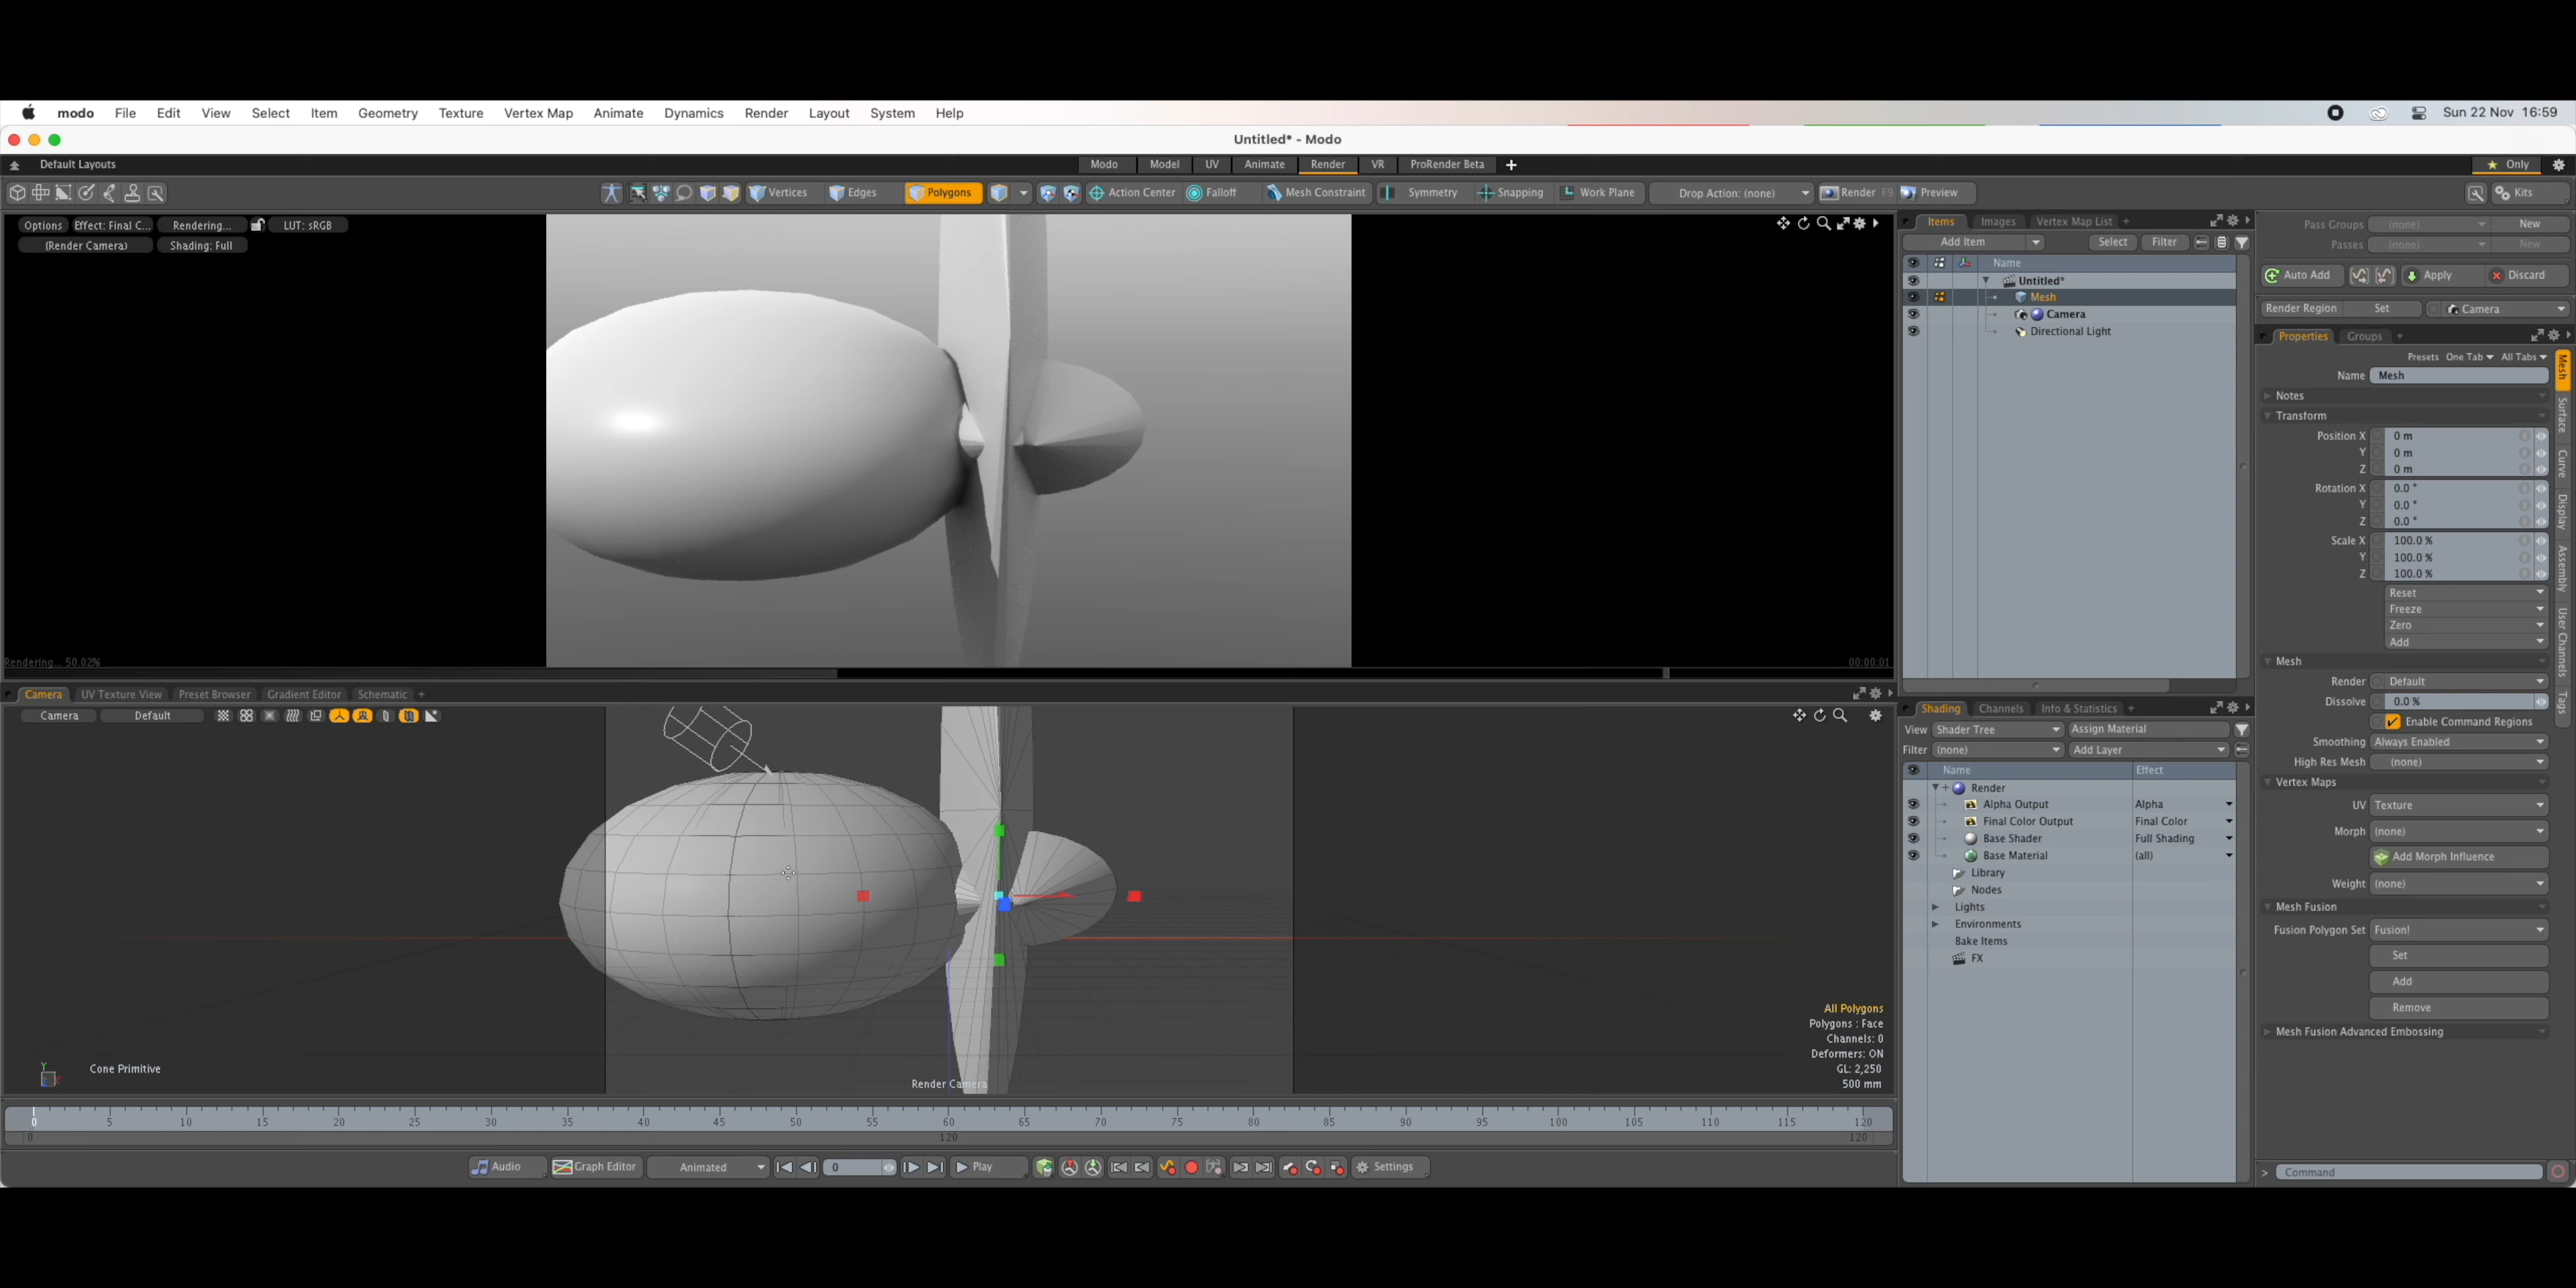 modo File Edit View Select Item Geometry Texture Vertex Map Animate Dynamics Render Layout System Help Sun 22 Nov 16:59
Untitled* - Modo
Default Layouts Modo Model UV Animate Render VR ProRender Beta + Only
Vertices Edges Polygons Action Center Falloff Mesh Constraint Symmetry Snapping Work Plane Drop Action: (none) Render F9 Preview Kits
Options Effect: Final C... Rendering... LUT: sRGB
(Render Camera) Shading: Full
Rendering... 50.02% 00:00:01
Items Images Vertex Map List +
Add Item Select Filter
Name
Untitled*
Mesh
Camera
Directional Light
Pass Groups (none) New
Passes (none) New
Auto Add Apply Discard
Render Region Set Camera
Properties Groups +
Presets One Tab All Tabs
Name Mesh
Notes
Transform
Position X 0 m
Y 0 m
Z 0 m
Rotation X 0.0 °
Y 0.0 °
Z 0.0 °
Scale X 100.0 %
Y 100.0 %
Z 100.0 %
Reset
Freeze
Zero
Add
Mesh
Render Default
Dissolve 0.0 %
Enable Command Regions
Smoothing Always Enabled
High Res Mesh (none)
Vertex Maps
UV Texture
Morph (none)
Add Morph Influence
Weight (none)
Mesh Fusion
Fusion Polygon Set Fusion!
Set
Add
Remove
Mesh Fusion Advanced Embossing
Mesh
Surface
Curve
Display
Assembly
User Channels
Tags
Camera UV Texture View Preset Browser Gradient Editor Schematic +
Camera Default
Cone Primitive
Render Camera
All Polygons
Polygons : Face
Channels: 0
Deformers: ON
GL: 2,250
500 mm
Y
Shading Channels Info & Statistics +
View Shader Tree Assign Material
Filter (none) Add Layer
Name Effect
Render
Alpha Output Alpha
Final Color Output Final Color
Base Shader Full Shading
Base Material (all)
Library
Nodes
Lights
Environments
Bake Items
FX
0 5 10 15 20 25 30 35 40 45 50 55 60 65 70 75 80 85 90 95 100 105 110 115 120
0 120 120
Audio Graph Editor Animated 0 Play Settings
> Command